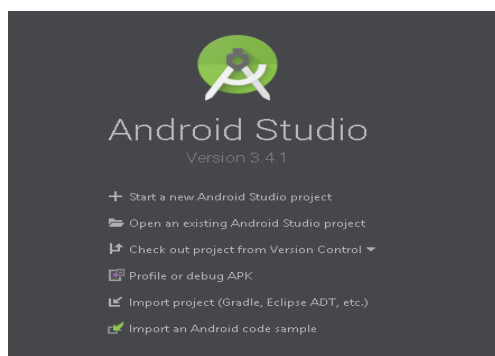 Android Studio
Version 3.4.1
Start a new Android Studio project
Open an existing Android Studio project
Check out project from Version Control
Profile or debug APK
Import project (Gradle, Eclipse ADT, etc.)
Import an Android code sample